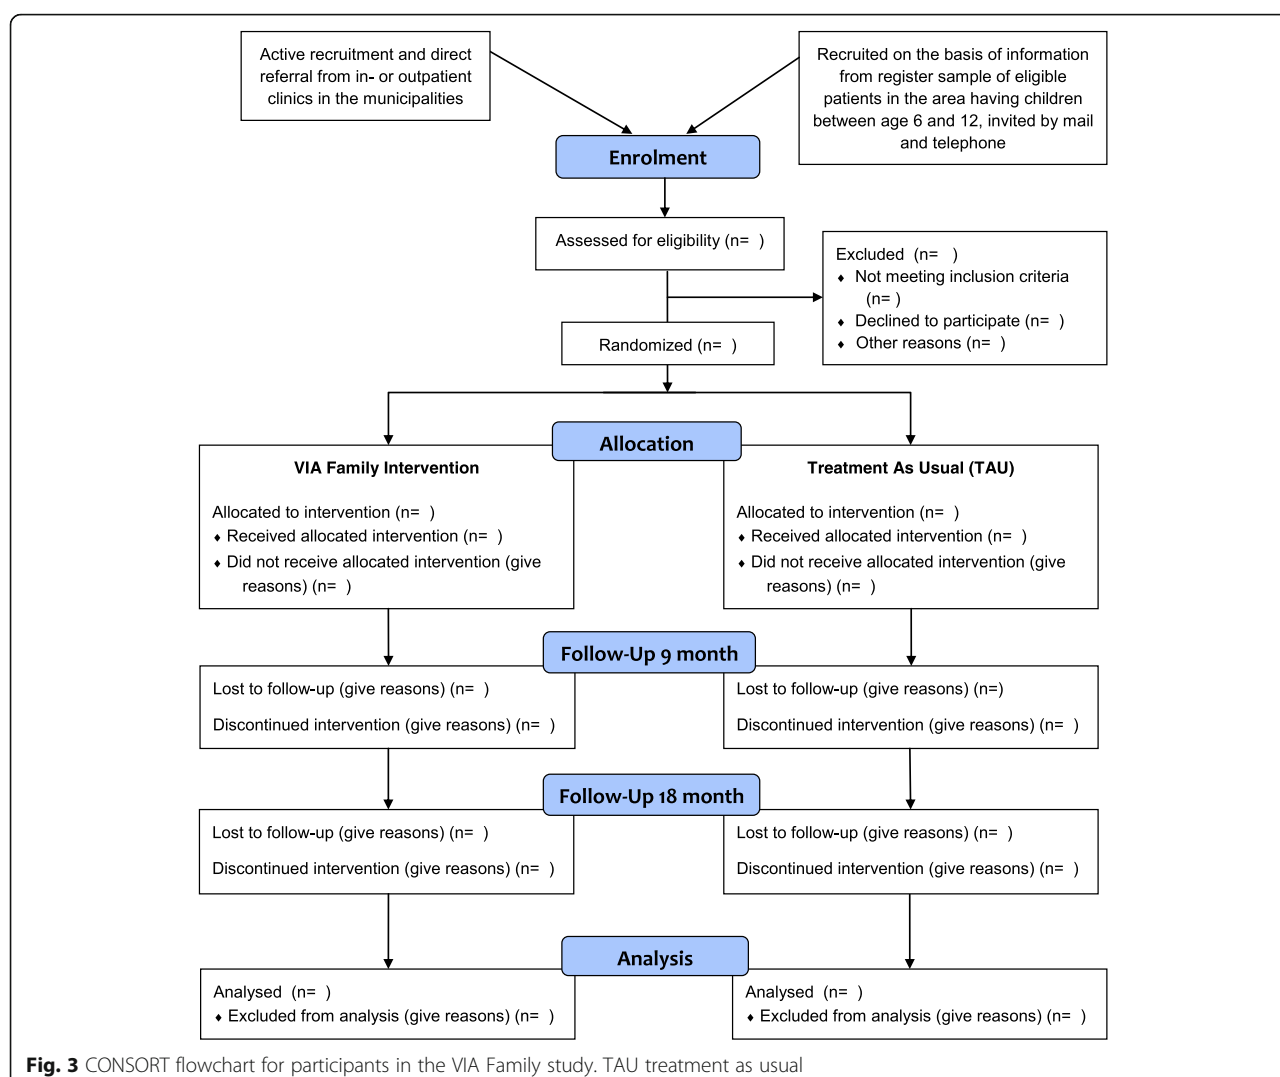 Active recruitment and direct
referral from in- or outpatient
clinics in the municipalities
Recruited on the basis of information
from register sample of eligible
patients in the area having children
between age 6 and 12, invited by mail
and telephone
Enrolment
Assessed for eligibility (n=  )
Excluded  (n=   )
♦ Not meeting inclusion criteria
(n= )
♦ Declined to participate (n=  )
♦ Other reasons (n=  )
Randomized (n=  )
Allocation
VIA Family Intervention
Allocated to intervention (n=  )
♦ Received allocated intervention (n=  )
♦ Did not receive allocated intervention (give
reasons) (n=  )
Treatment As Usual (TAU)
Allocated to intervention (n=  )
♦ Received allocated intervention (n=  )
♦ Did not receive allocated intervention (give
reasons) (n=  )
Follow-Up 9 month
Lost to follow-up (give reasons) (n=  )
Discontinued intervention (give reasons) (n=  )
Lost to follow-up (give reasons) (n=)
Discontinued intervention (give reasons) (n=  )
Follow-Up 18 month
Lost to follow-up (give reasons) (n=  )
Discontinued intervention (give reasons) (n=  )
Lost to follow-up (give reasons) (n=  )
Discontinued intervention (give reasons) (n=  )
Analysis
Analysed  (n=  )
♦ Excluded from analysis (give reasons) (n=  )
Analysed  (n=  )
♦ Excluded from analysis (give reasons) (n=  )
Fig. 3 CONSORT flowchart for participants in the VIA Family study. TAU treatment as usual